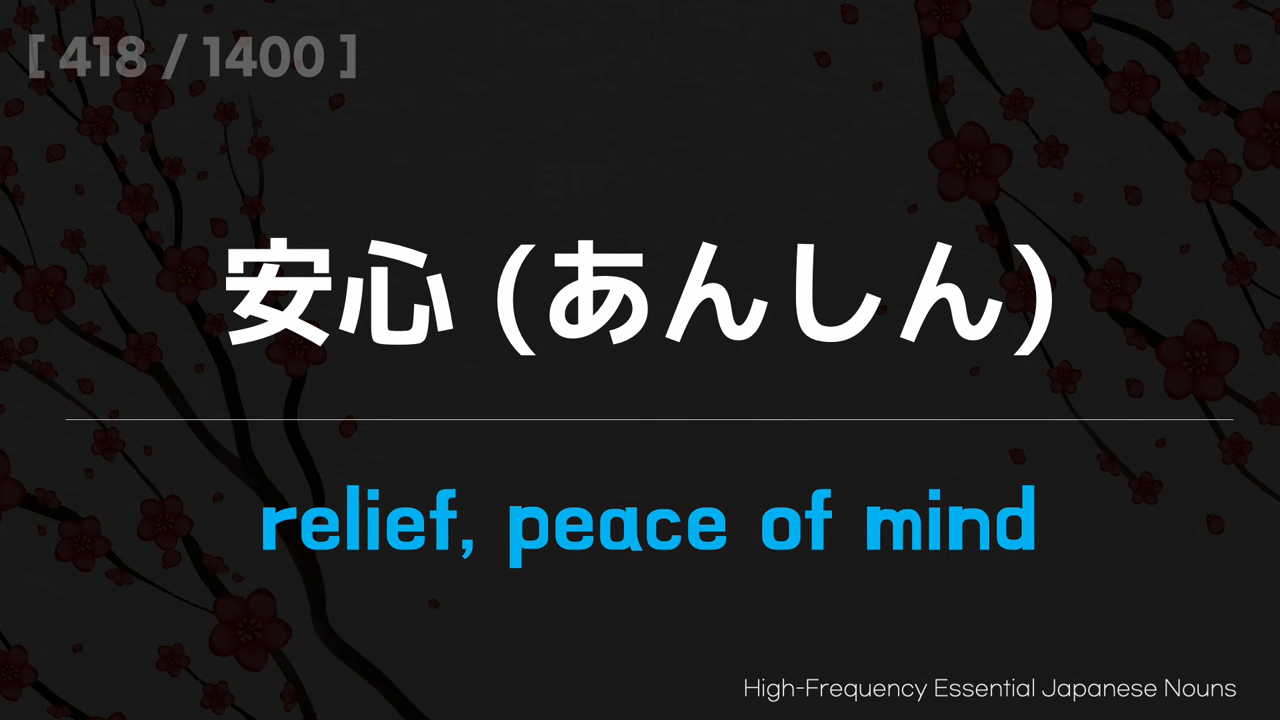 [ 418 / 1400 ]
安心 (あんしん)
relief, peace of mind
High-Frequency Essential Japanese Nouns